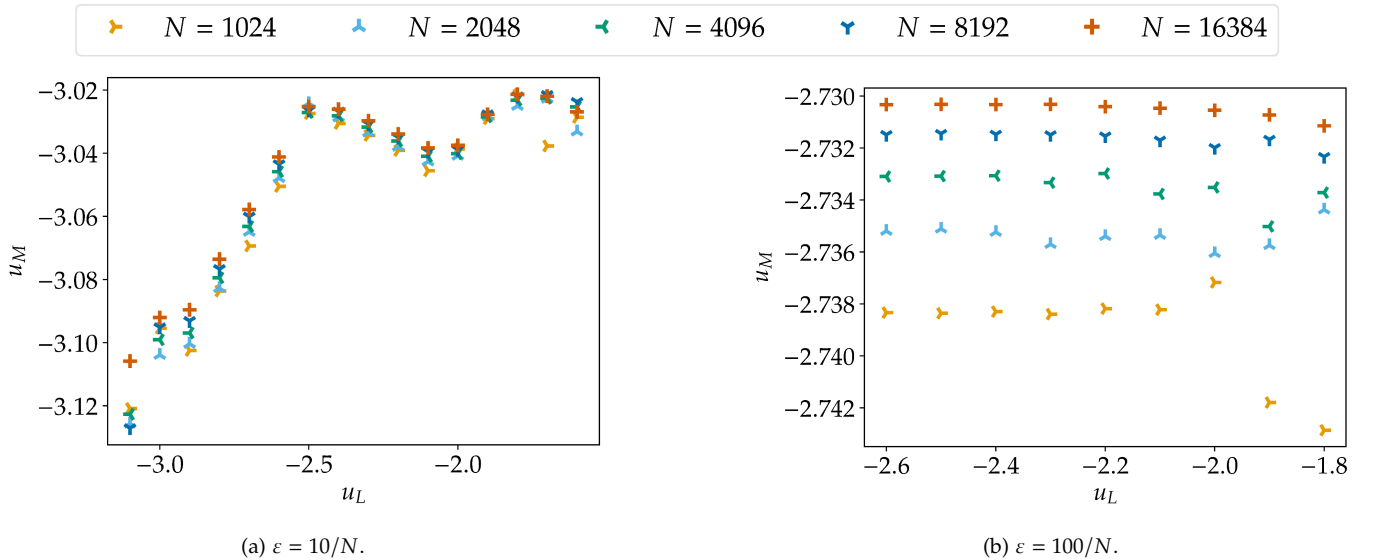 N = 1024 N = 2048 N = 4096 N = 8192 N = 16384
−3.02
−3.04
−3.06
−3.08
−3.10
−3.12
u_M
−3.0 −2.5 −2.0
u_L
(a) ε = 10/N.
−2.730
−2.732
−2.734
−2.736
−2.738
−2.740
−2.742
u_M
−2.6 −2.4 −2.2 −2.0 −1.8
u_L
(b) ε = 100/N.